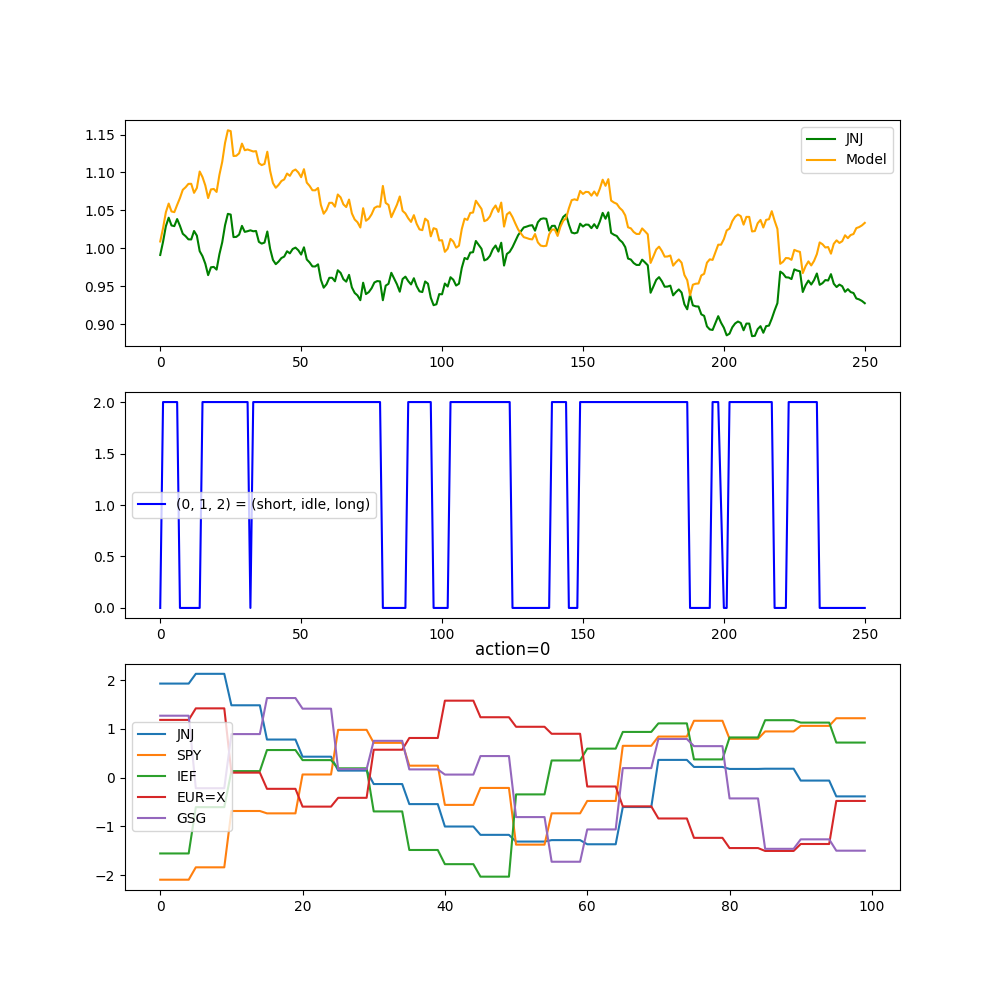 1.15
1.10
1.05
1.00
0.95
0.90
JNJ
Model
0 50 100 150 200 250
2.0
1.5
1.0
0.5
0.0
(0, 1, 2) = (short, idle, long)
0 50 100 150 200 250
action=0
2
1
0
−1
−2
JNJ
SPY
IEF
EUR=X
GSG
0 20 40 60 80 100